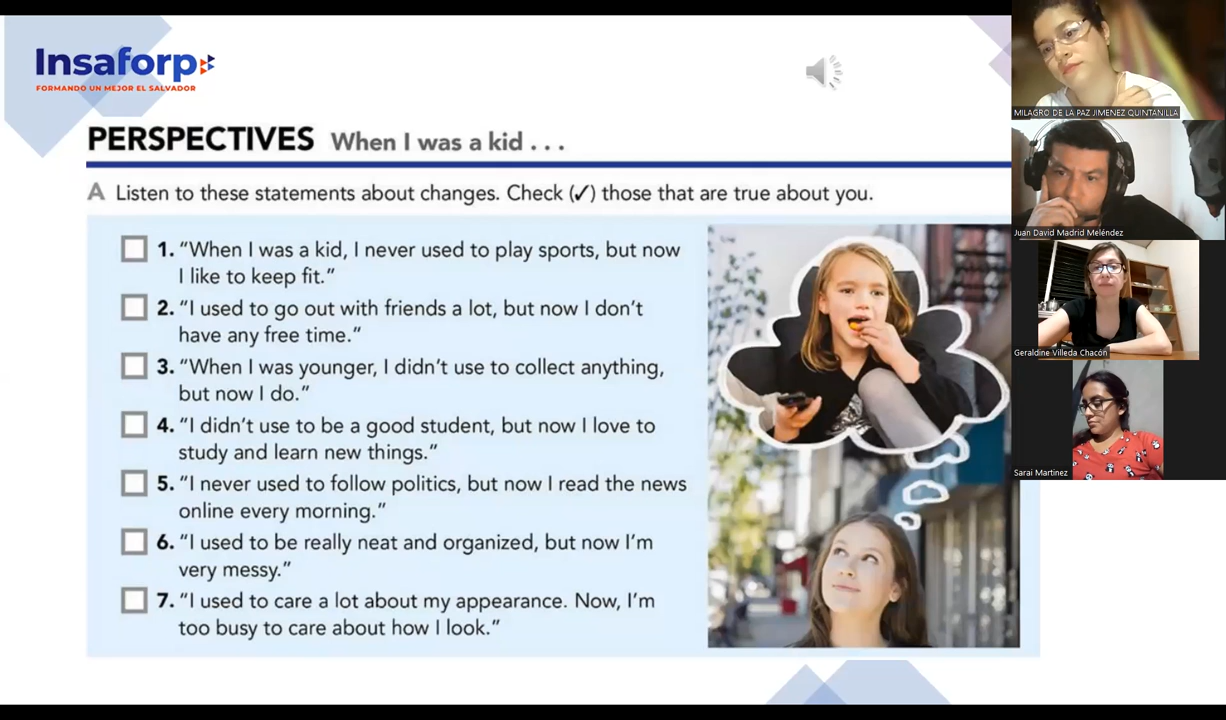 Insaforp
FORMANDO UN MEJOR EL SALVADOR
PERSPECTIVES When I was a kid . . .
A Listen to these statements about changes. Check (✓) those that are true about you.
1. “When I was a kid, I never used to play sports, but now
I like to keep fit.”
2. “I used to go out with friends a lot, but now I don’t
have any free time.”
3. “When I was younger, I didn’t use to collect anything,
but now I do.”
4. “I didn’t use to be a good student, but now I love to
study and learn new things.”
5. “I never used to follow politics, but now I read the news
online every morning.”
6. “I used to be really neat and organized, but now I’m
very messy.”
7. “I used to care a lot about my appearance. Now, I’m
too busy to care about how I look.”
MILAGRO DE LA PAZ JIMENEZ QUINTANILLA
Juan David Madrid Meléndez
Geraldine Villeda Chacón
Sarai Martinez